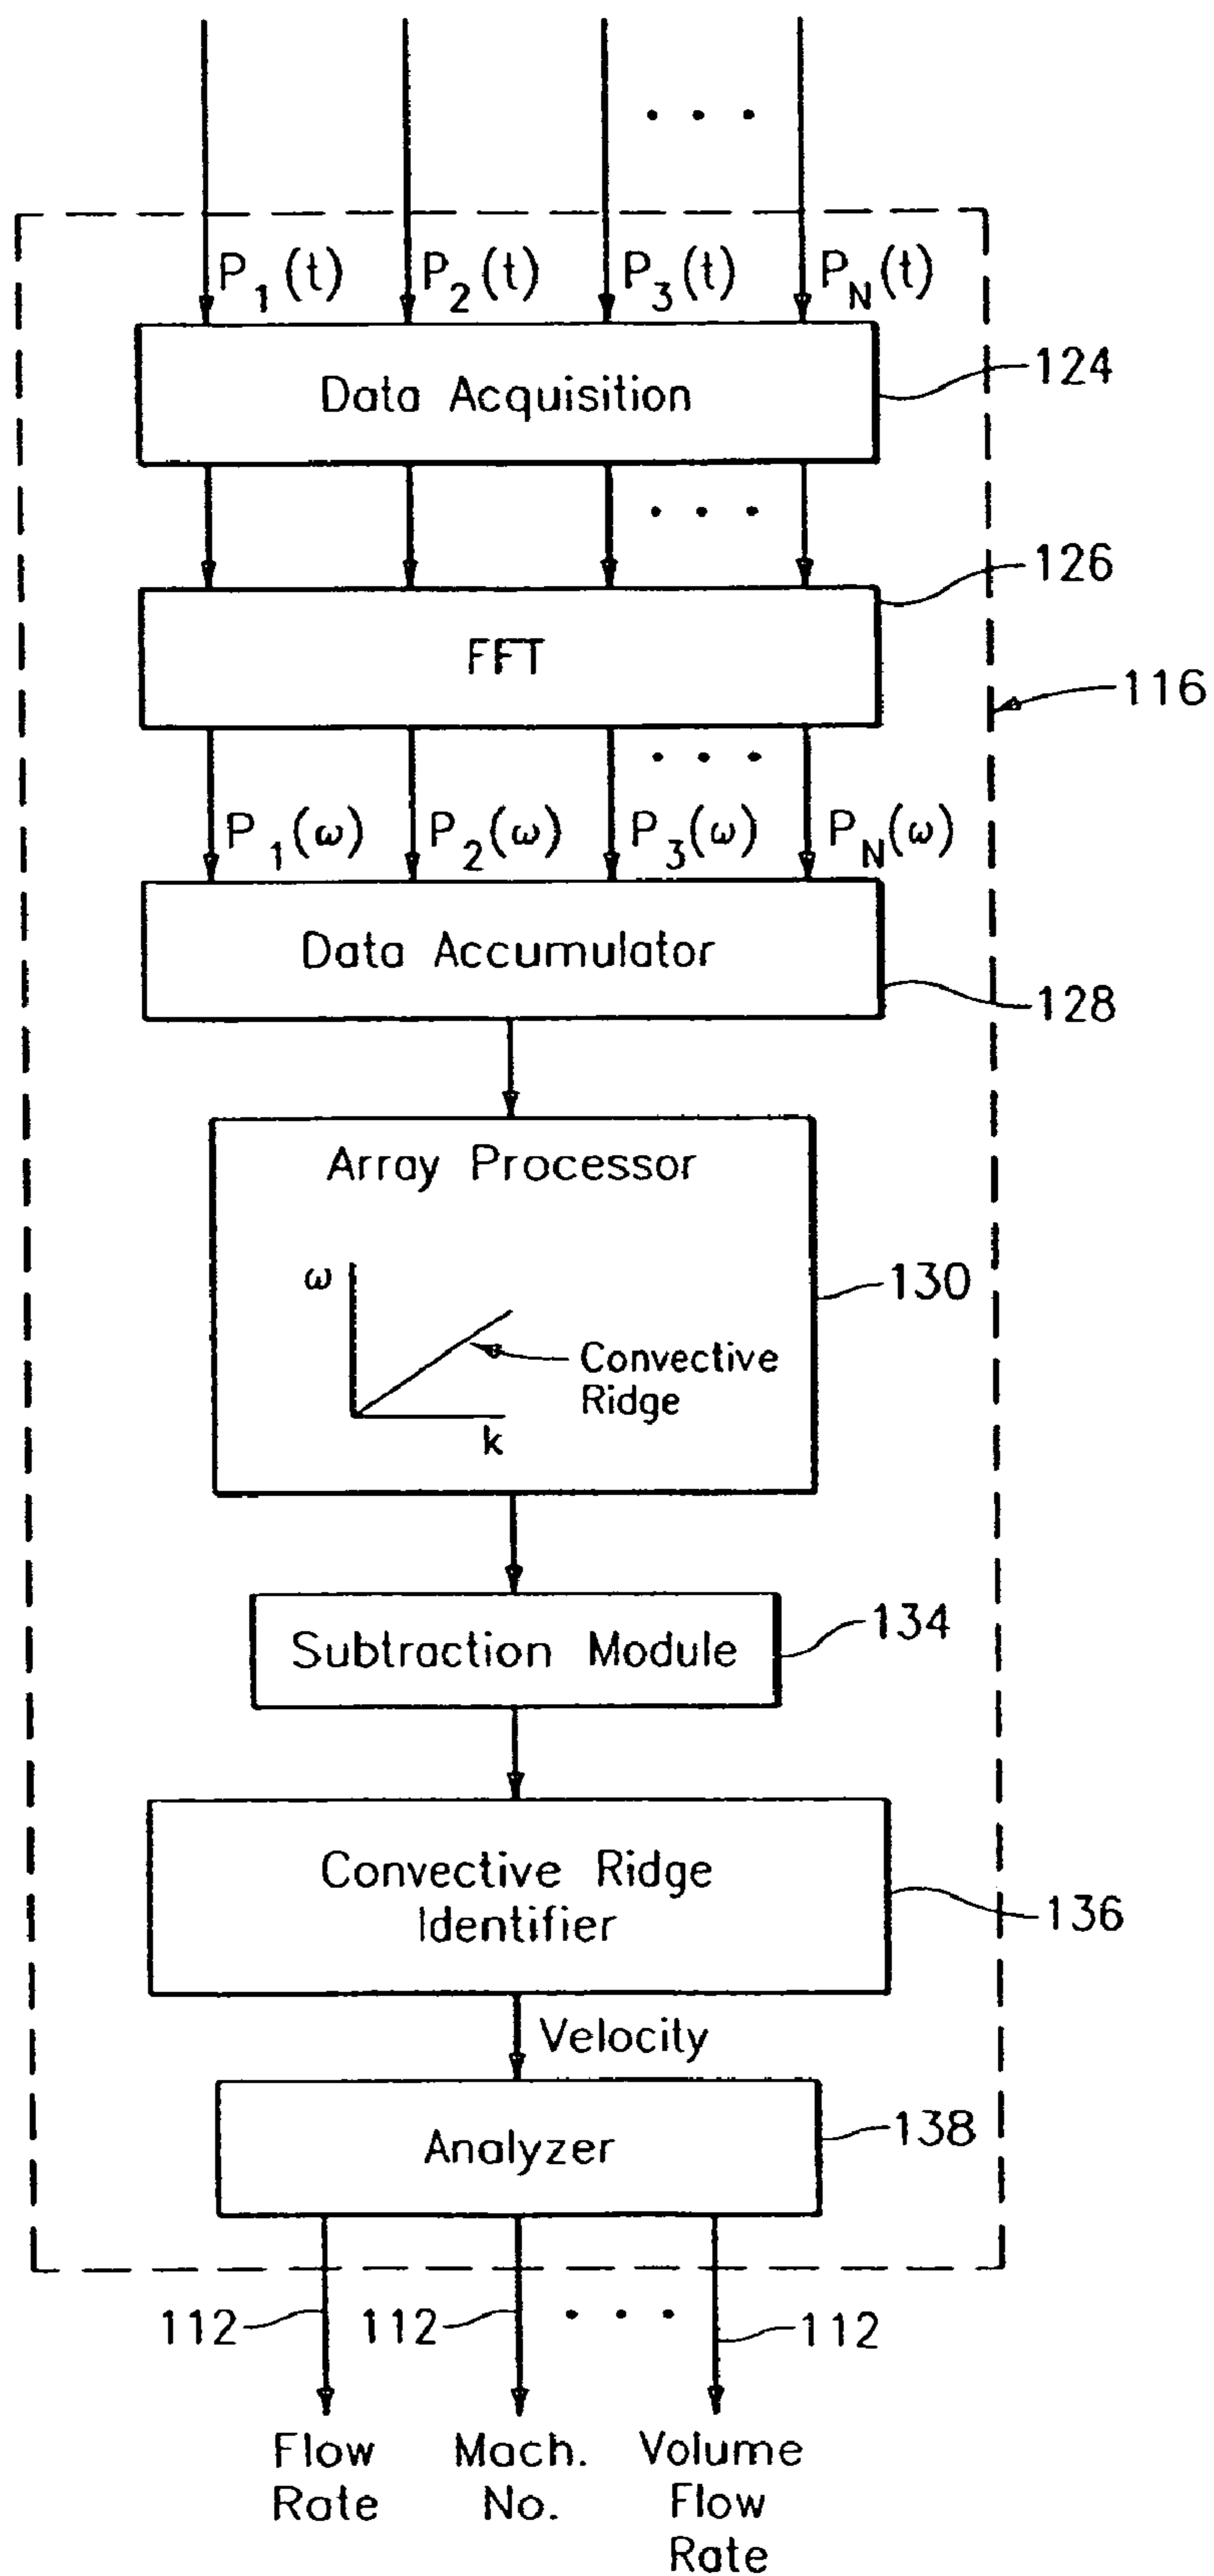 P1(t) P2(t) P3(t) PN(t)
Data Acquisition
124
FFT
126
116
P1(ω) P2(ω) P3(ω) PN(ω)
Data Accumulator
128
Array Processor
130
ω
k
Convective
Ridge
Subtraction Module
134
Convective Ridge
Identifier
136
Velocity
Analyzer
138
112 112 112
Flow
Rate
Mach.
No.
Volume
Flow
Rate